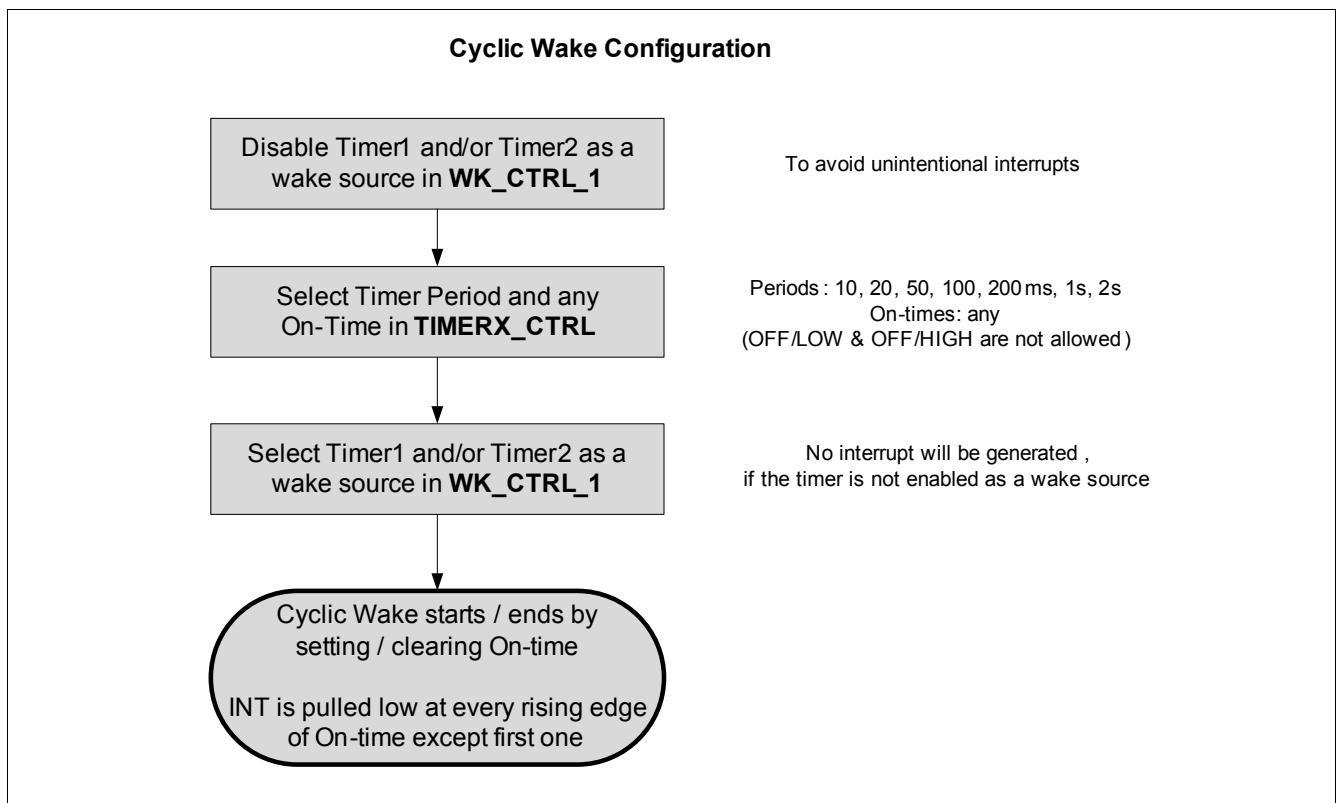 Cyclic Wake Configuration
Disable Timer1 and/or Timer2 as a
wake source in WK_CTRL_1
To avoid unintentional interrupts
Select Timer Period and any
On-Time in TIMERX_CTRL
Periods : 10, 20, 50, 100, 200 ms, 1s, 2s
On-times: any
(OFF/LOW & OFF/HIGH are not allowed )
Select Timer1 and/or Timer2 as a
wake source in WK_CTRL_1
No interrupt will be generated ,
if the timer is not enabled as a wake source
Cyclic Wake starts / ends by
setting / clearing On-time
INT is pulled low at every rising edge
of On-time except first one